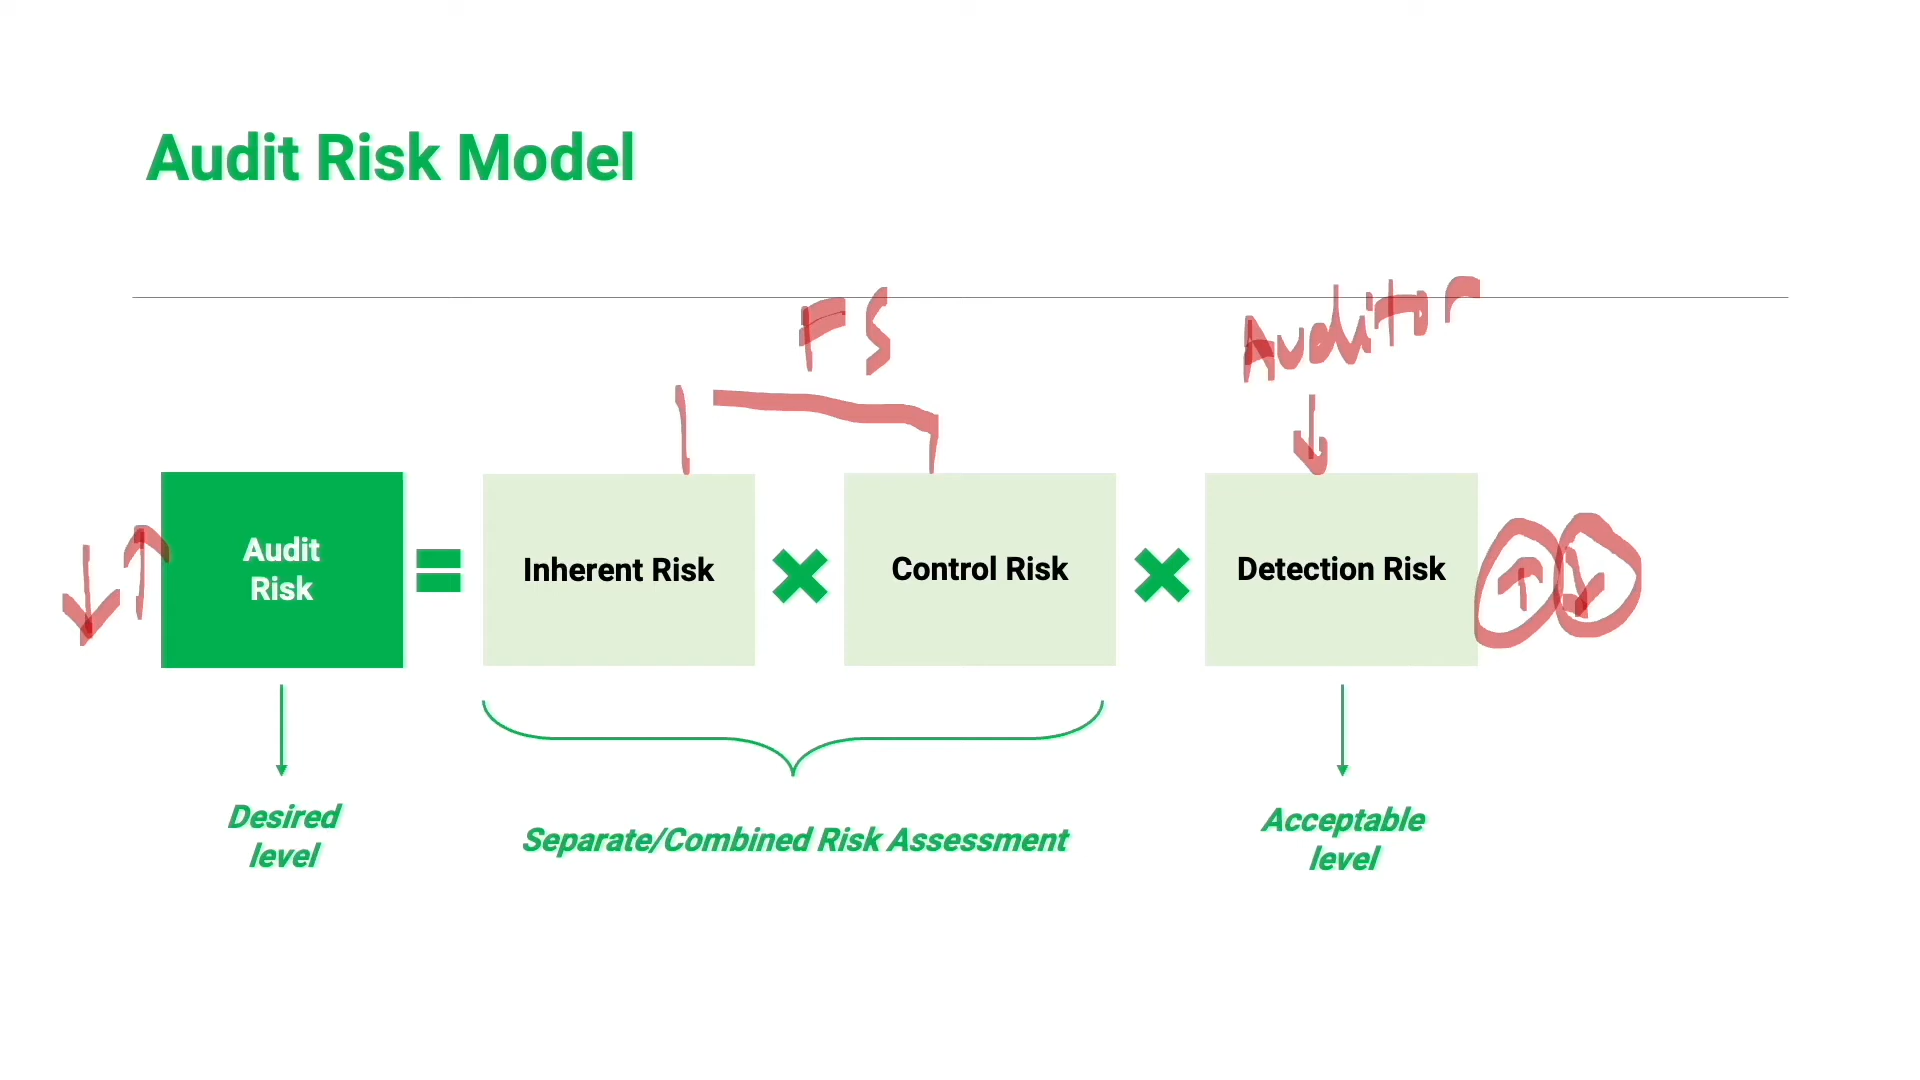 Audit Risk Model
FS
Auditor
Audit
Risk
=
Inherent Risk
×
Control Risk
×
Detection Risk
Desired
level
Separate/Combined Risk Assessment
Acceptable
level